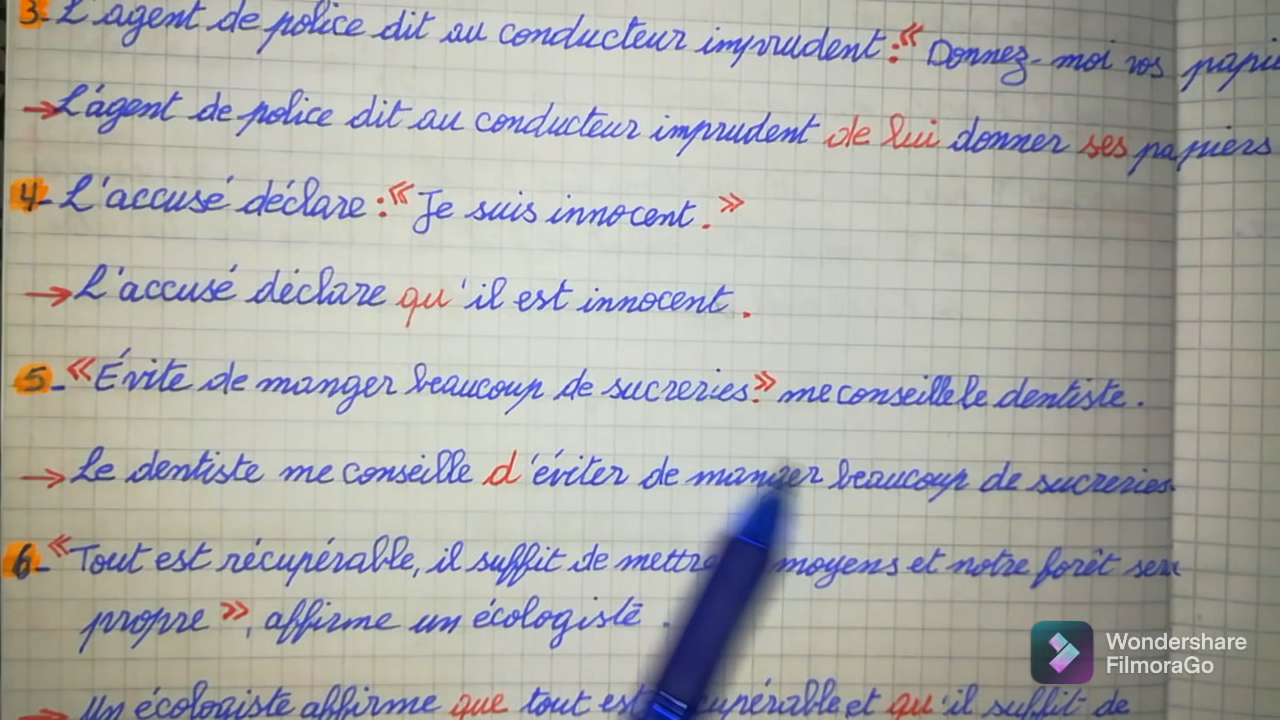 3- L'agent de police dit au conducteur imprudent : « Donnez-moi vos
→ L'agent de police dit au conducteur imprudent de lui donner ses papiers
4- L'accusé déclare : « Je suis innocent. »
→ L'accusé déclare qu'il est innocent.
5- « Évite de manger beaucoup de sucreries. » me conseille le dentiste.
→ Le dentiste me conseille d'éviter de manger beaucoup de sucreries.
6- « Tout est récupérable, il suffit de mettre moyens et notre forêt sera
propre », affirme un écologiste.
→ Un écologiste affirme que tout est et qu'il suffit de
Wondershare
FilmoraGo